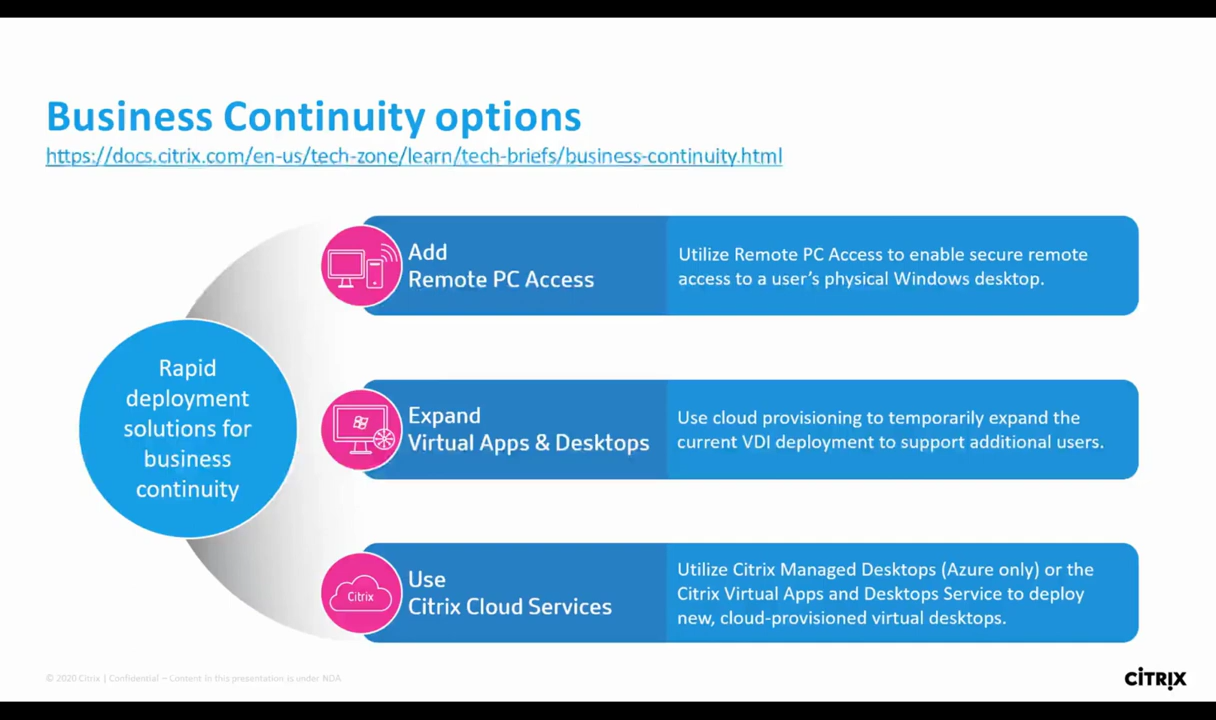 Business Continuity options
https://docs.citrix.com/en-us/tech-zone/learn/tech-briefs/business-continuity.html
Rapid
deployment
solutions for
business
continuity
Add
Remote PC Access
Utilize Remote PC Access to enable secure remote
access to a user's physical Windows desktop.
Expand
Virtual Apps & Desktops
Use cloud provisioning to temporarily expand the
current VDI deployment to support additional users.
Citrix
Use
Citrix Cloud Services
Utilize Citrix Managed Desktops (Azure only) or the
Citrix Virtual Apps and Desktops Service to deploy
new, cloud-provisioned virtual desktops.
© 2020 Citrix | Confidential – Content in this presentation is under NDA
CİTRIX